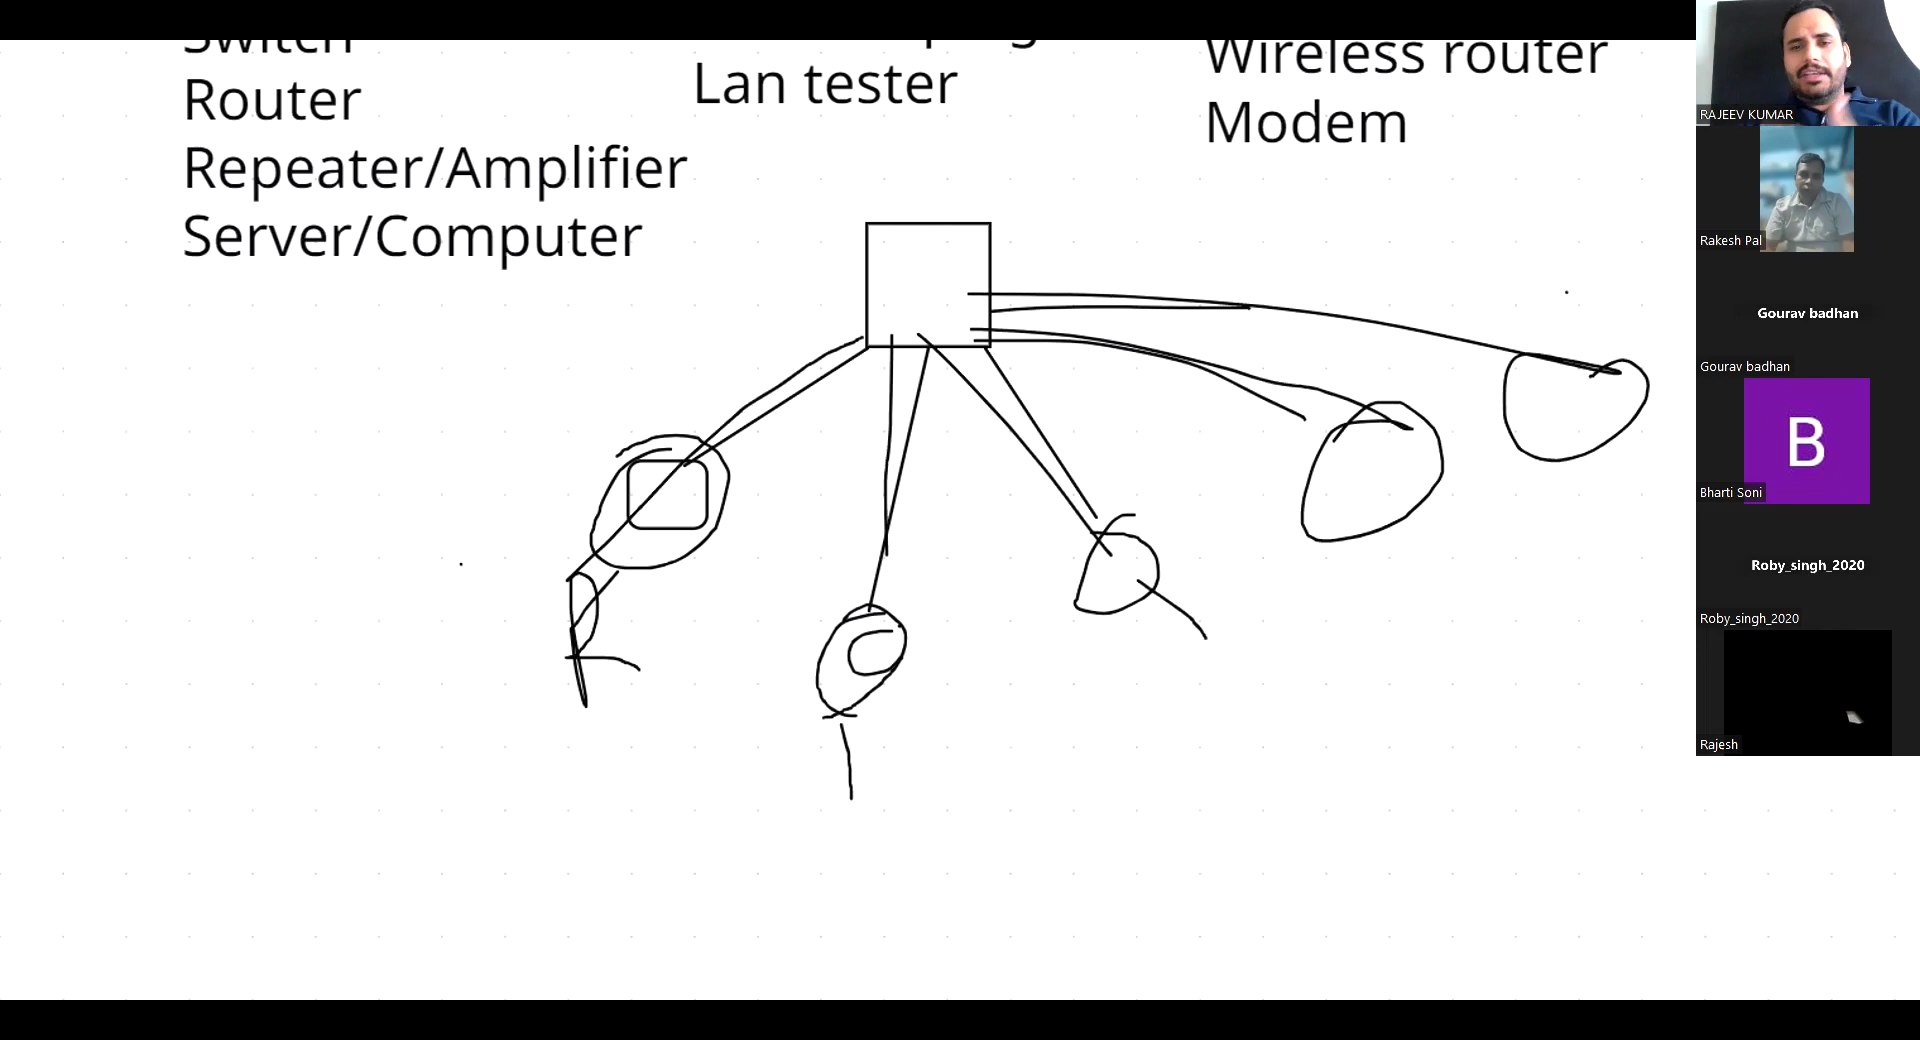 Switch
Router
Repeater/Amplifier
Server/Computer
Lan tester
Wireless router
Modem
RAJEEV KUMAR
Rakesh Pal
Gourav badhan
Gourav badhan
B
Bharti Soni
Roby_singh_2020
Roby_singh_2020
Rajesh